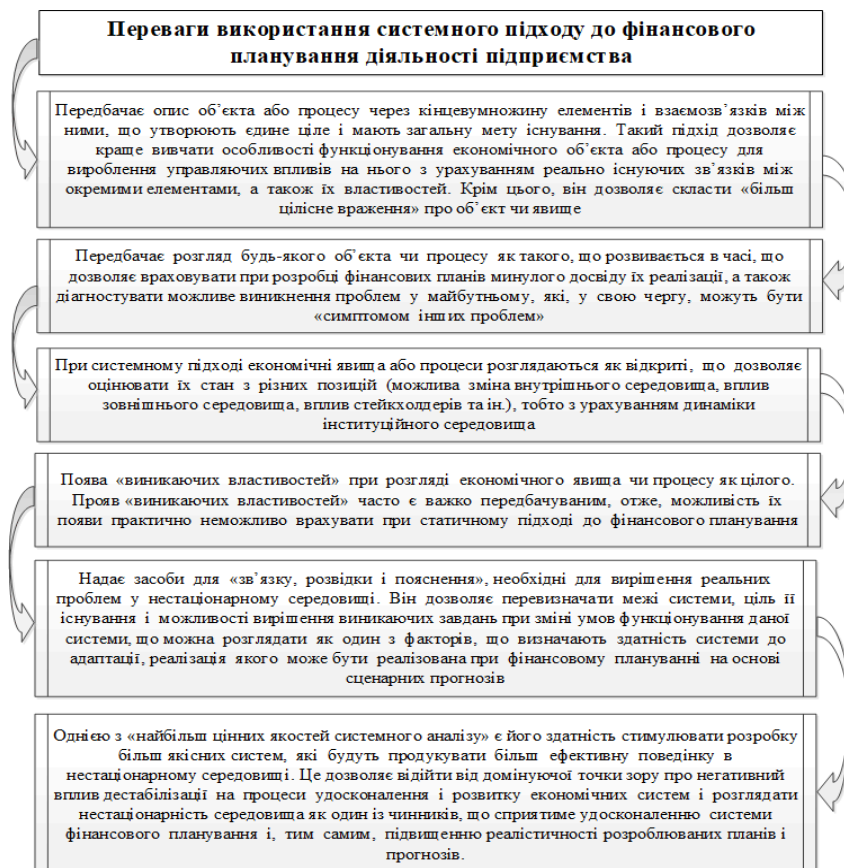 Переваги використання системного підходу до фінансового
планування діяльності підприємства
Передбачає опис об’єкта або процесу через кінцевумножину елементів і взаємозв’язків між
ними, що утворюють єдине ціле і мають загальну мету існування. Такий підхід дозволяє
краще вивчати особливості функціонування економічного об’єкта або процесу для
вироблення управляючих впливів на нього з урахуванням реально існуючих зв’язків між
окремими елементами, а також їх властивостей. Крім цього, він дозволяє скласти «більш
цілісне враження» про об’єкт чи явище
Передбачає розгляд будь-якого об’єкта чи процесу як такого, що розвивається в часі, що
дозволяє враховувати при розробці фінансових планів минулого досвіду їх реалізації, а також
діагностувати можливе виникнення проблем у майбутньому, які, у свою чергу, можуть бути
«симптомом інших проблем»
При системному підході економічні явища або процеси розглядаються як відкриті, що дозволяє
оцінювати їх стан з різних позицій (можлива зміна внутрішнього середовища, вплив
зовнішнього середовища, вплив стейкхолдерів та ін.), тобто з урахуванням динаміки
інституційного середовища
Поява «виникаючих властивостей» при розгляді економічного явища чи процесу як цілого.
Прояв «виникаючих властивостей» часто є важко передбачуваним, отже, можливість їх
появи практично неможливо врахувати при статичному підході до фінансового планування
Надає засоби для «зв’язку, розвідки і пояснення», необхідні для вирішення реальних
проблем у нестаціонарному середовищі. Він дозволяє перевизначати межі системи, ціль її
існування і можливості вирішення виникаючих завдань при зміні умов функціонування даної
системи, що можна розглядати як один з факторів, що визначають здатність системи до
адаптації, реалізація якого може бути реалізована при фінансовому плануванні на основі
сценарних прогнозів
Однією з «найбільш цінних якостей системного аналізу» є його здатність стимулювати розробку
більш якісних систем, які будуть продукувати більш ефективну поведінку в
нестаціонарному середовищі. Це дозволяє відійти від домінуючої точки зору про негативний
вплив дестабілізації на процеси удосконалення і розвитку економічних систем і розглядати
нестаціонарність середовища як один із чинників, що сприятиме удосконаленню системи
фінансового планування і, тим самим, підвищенню реалістичності розроблюваних планів і
прогнозів.